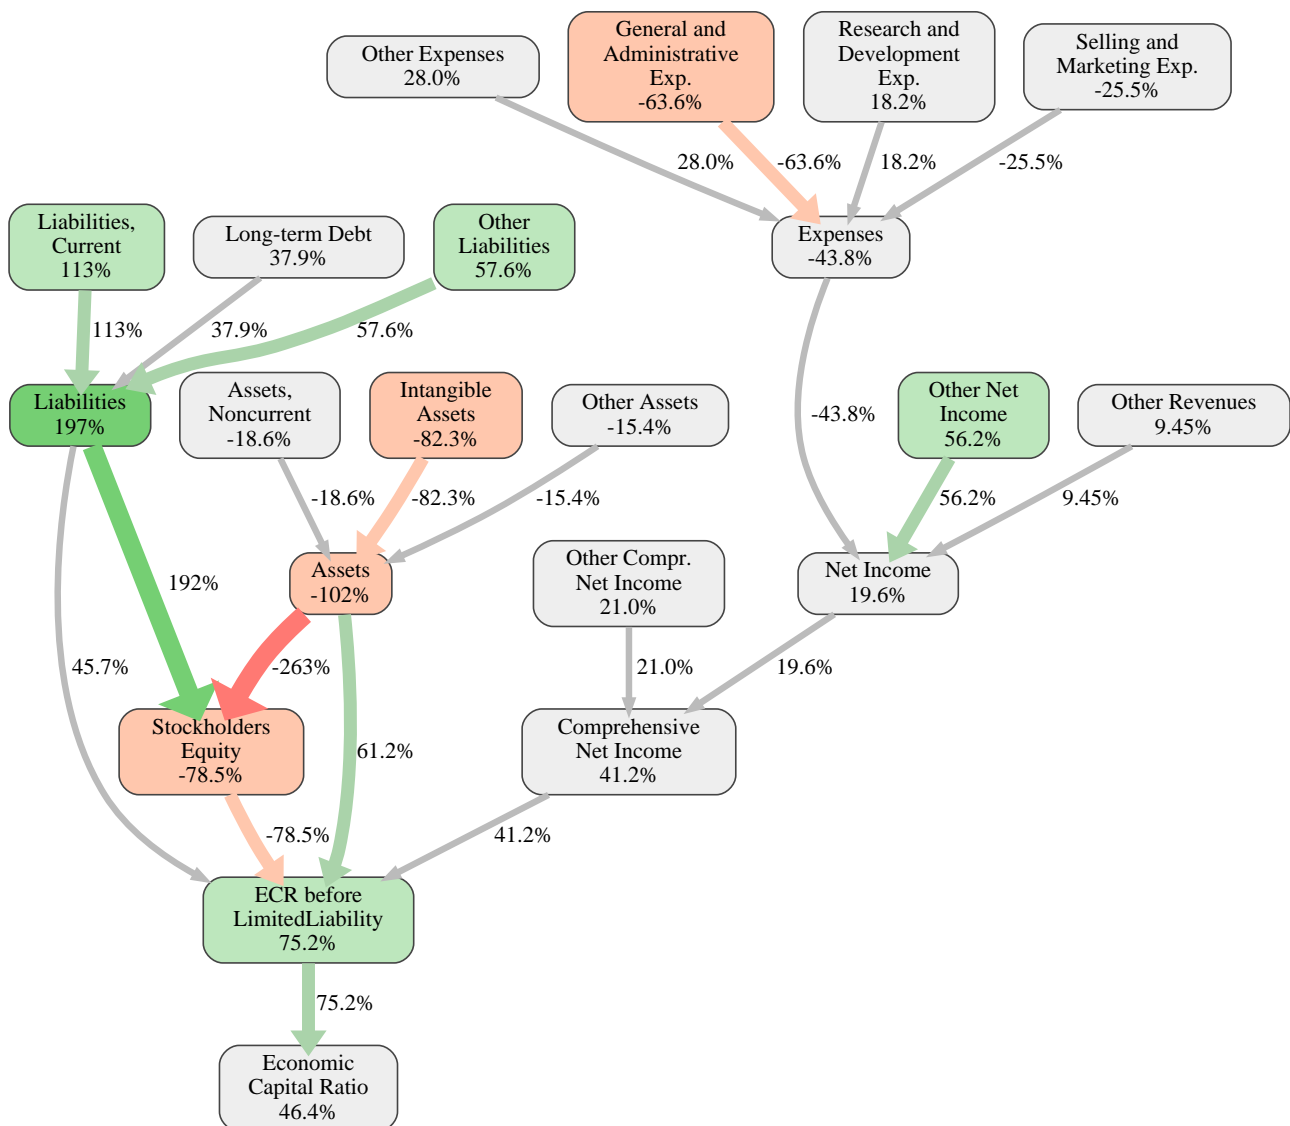 Other Expenses
28.0%
General and
Administrative
Exp.
-63.6%
Research and
Development
Exp.
18.2%
Selling and
Marketing Exp.
-25.5%
28.0%
-63.6%
18.2%
-25.5%
Liabilities,
Current
113%
Long-term Debt
37.9%
Other
Liabilities
57.6%
Expenses
-43.8%
113%
37.9%
57.6%
Liabilities
197%
Assets,
Noncurrent
-18.6%
Intangible
Assets
-82.3%
Other Assets
-15.4%
-43.8%
Other Net
Income
56.2%
Other Revenues
9.45%
-18.6%
-82.3%
-15.4%
56.2%
9.45%
Assets
-102%
Other Compr.
Net Income
21.0%
Net Income
19.6%
192%
45.7%
-263%
21.0%
19.6%
Stockholders
Equity
-78.5%
61.2%
Comprehensive
Net Income
41.2%
-78.5%
41.2%
ECR before
LimitedLiability
75.2%
75.2%
Economic
Capital Ratio
46.4%